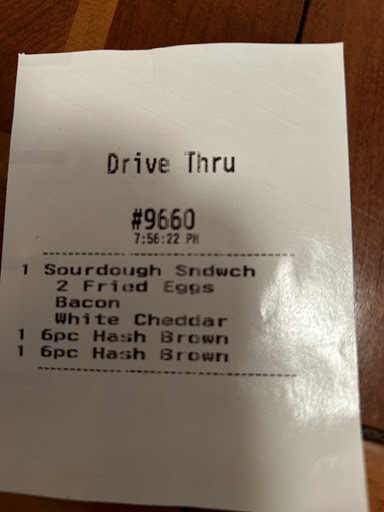 Drive Thru
#9660
7:56:22 PM
1 Sourdough Sndwch
2 Fried Eggs
Bacon
White Cheddar
1 6pc Hash Brown
1 6pc Hash Brown